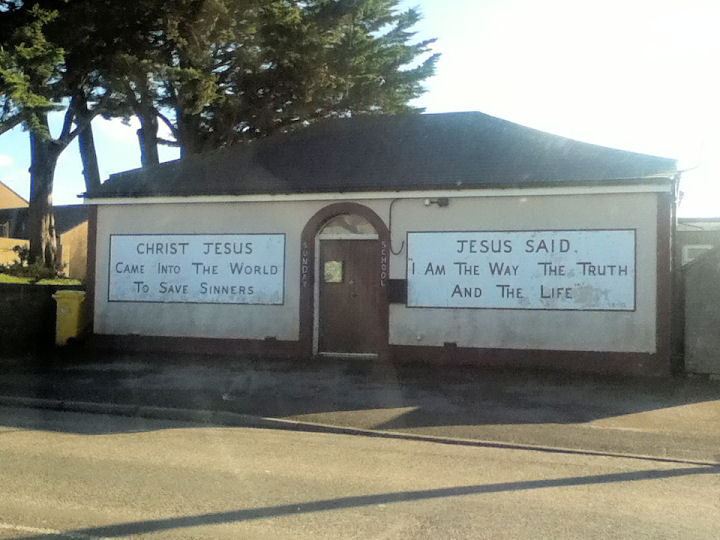 CHRIST JESUS
CAME INTO THE WORLD
TO SAVE SINNERS
SUNDAY
SCHOOL
JESUS SAID.
"I AM THE WAY THE TRUTH
AND THE LIFE"